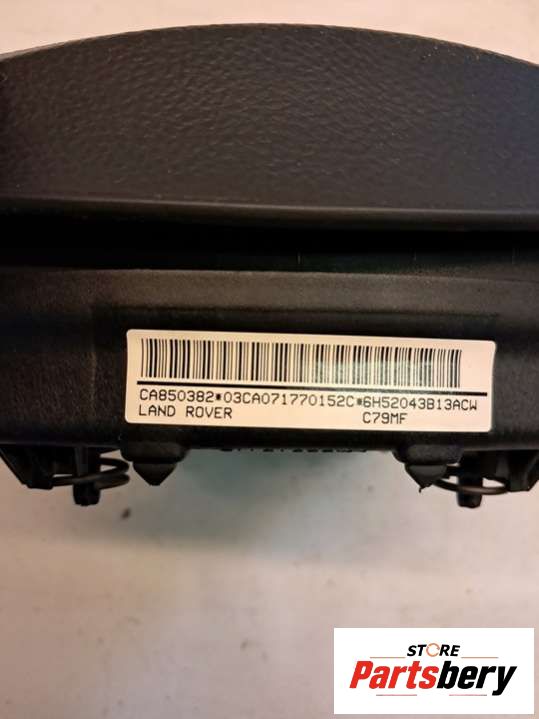 CA850382*03CA071770152C*6H52043B13ACW
LAND ROVER C79MF
STORE
Partsbery